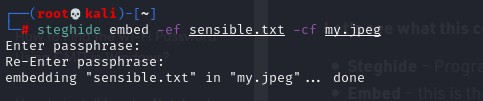 ┌──(root💀kali)-[~]
└─# steghide embed -ef sensible.txt -cf my.jpeg
Enter passphrase:
Re-Enter passphrase:
embedding "sensible.txt" in "my.jpeg"... done